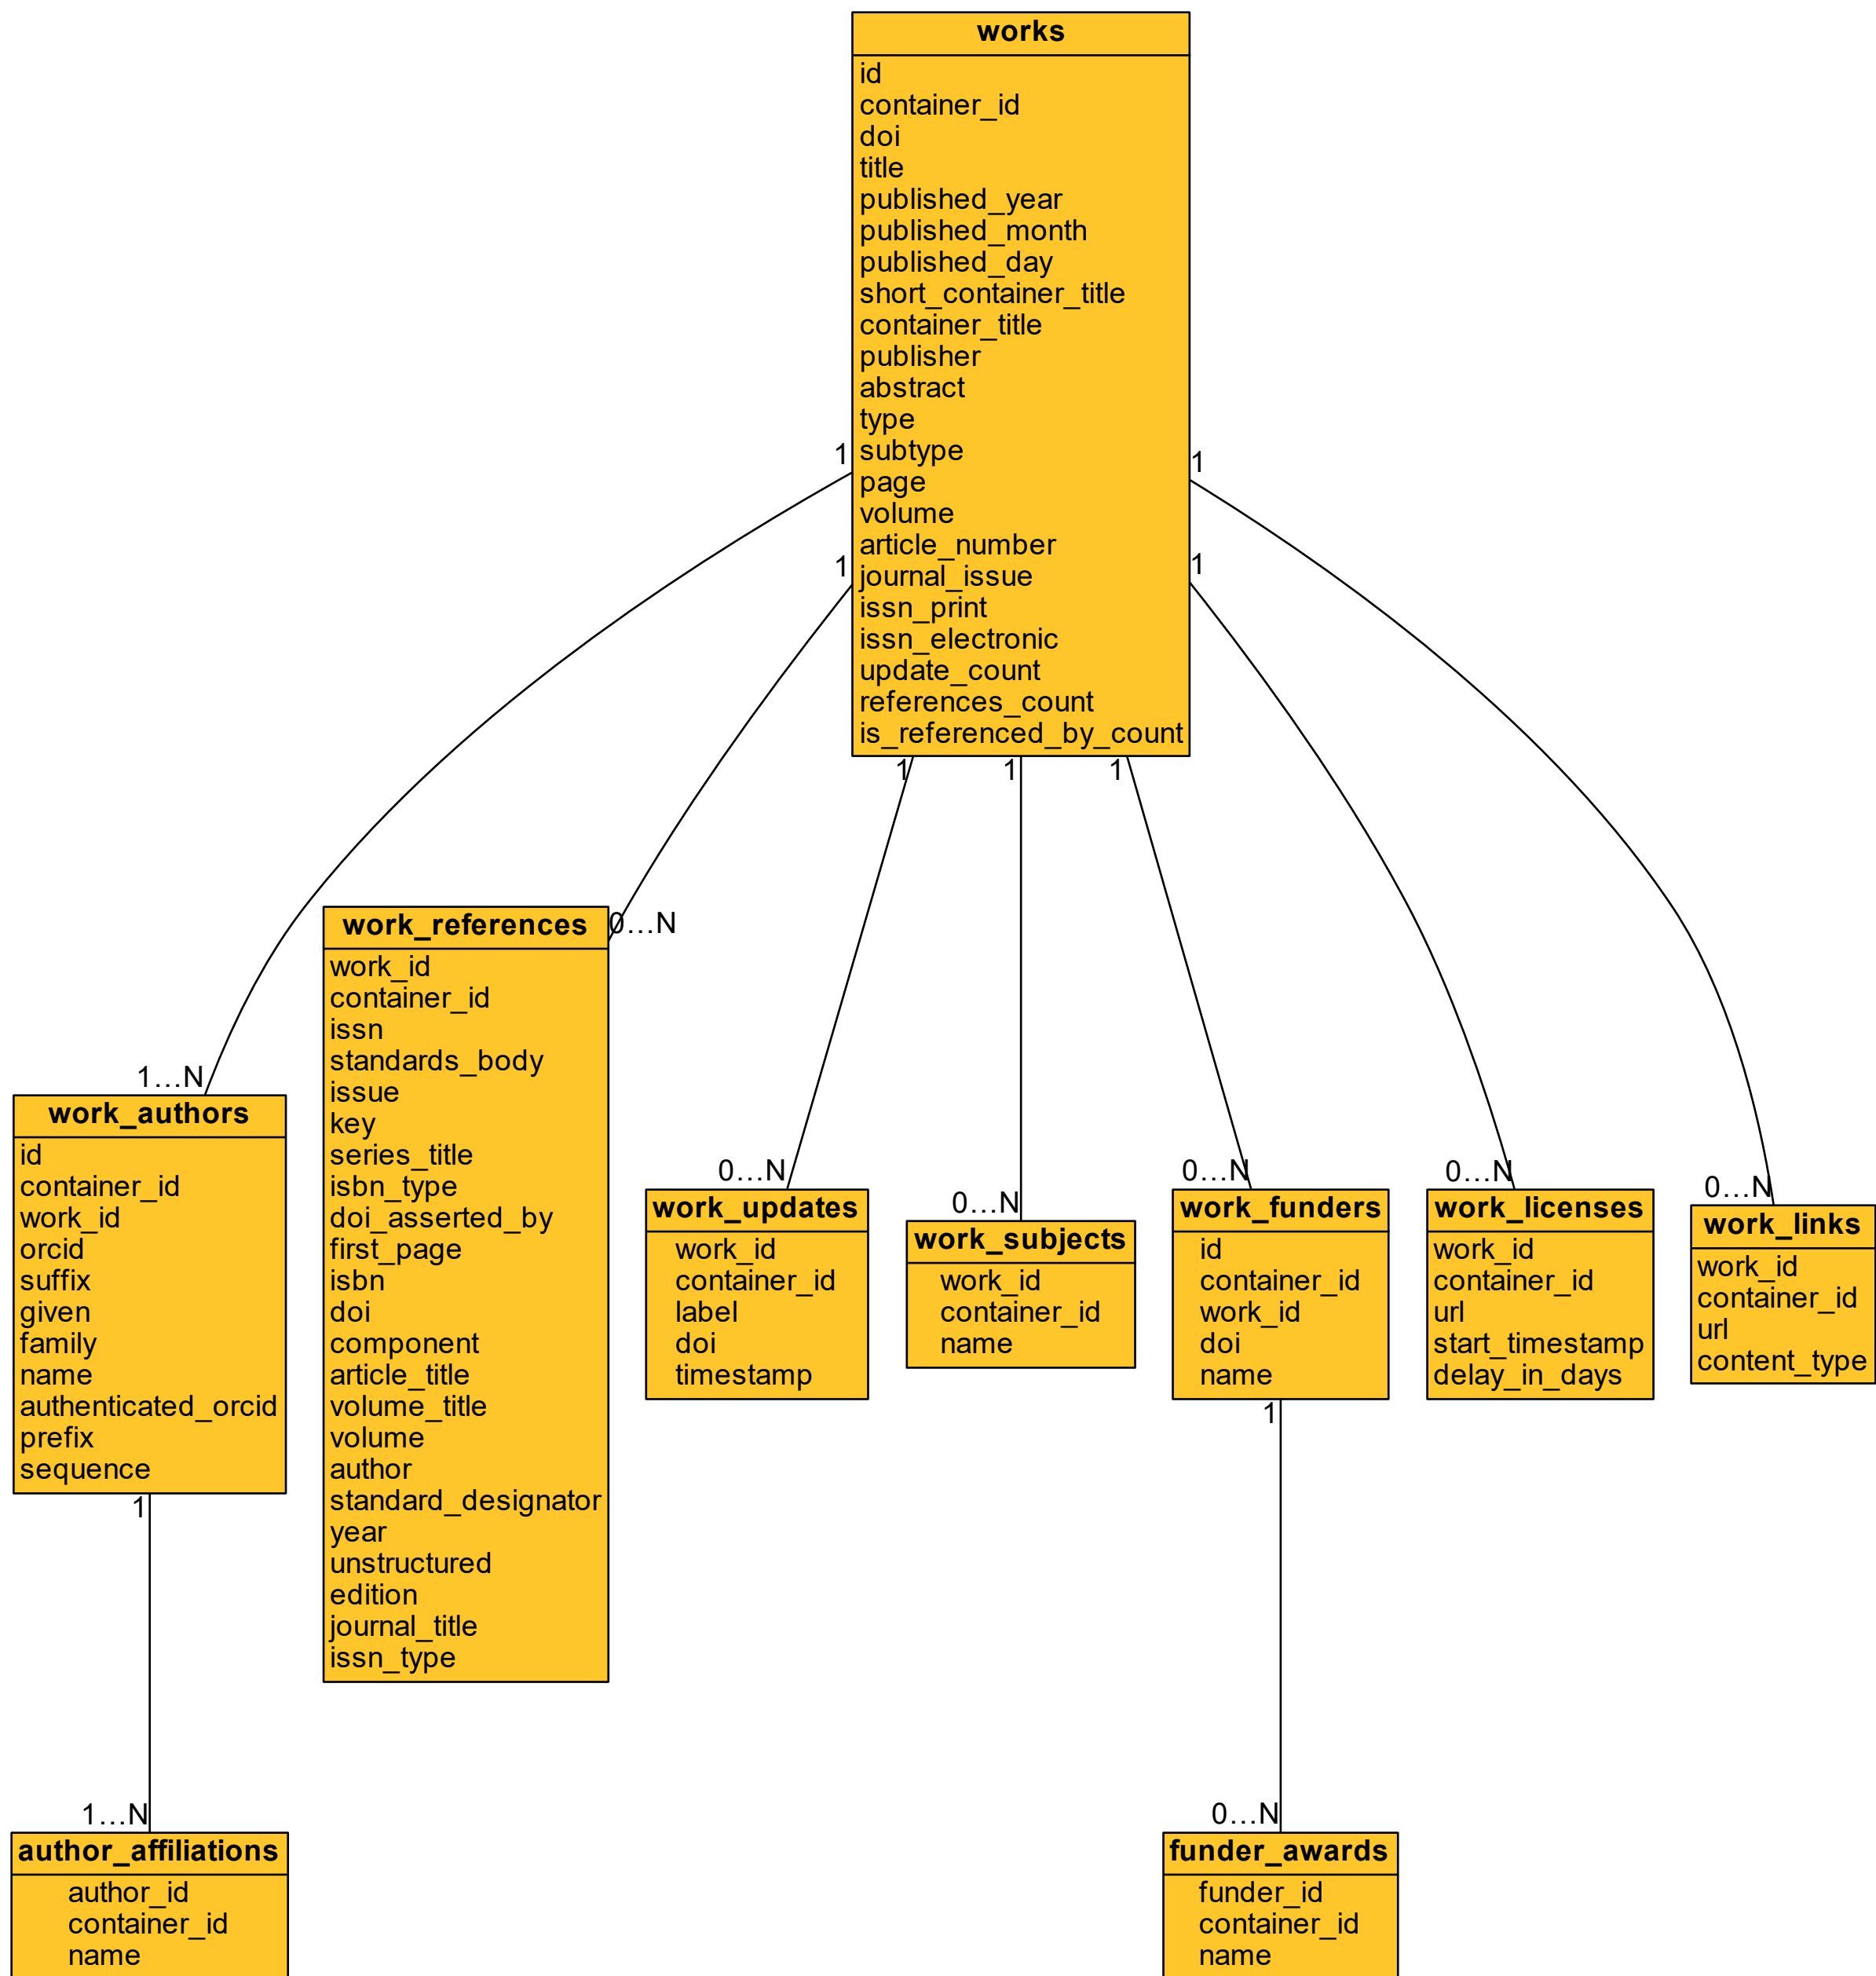 works
id
container_id
doi
title
published_year
published_month
published_day
short_container_title
container_title
publisher
abstract
type
subtype
page
volume
article_number
journal_issue
issn_print
issn_electronic
update_count
references_count
is_referenced_by_count
1
1
1
1
1
1
1
work_references
0…N
work_id
container_id
issn
standards_body
issue
key
series_title
isbn_type
doi_asserted_by
first_page
isbn
doi
component
article_title
volume_title
volume
author
standard_designator
year
unstructured
edition
journal_title
issn_type
1…N
work_authors
id
container_id
work_id
orcid
suffix
given
family
name
authenticated_orcid
prefix
sequence
1
0…N
work_updates
work_id
container_id
label
doi
timestamp
0…N
work_subjects
work_id
container_id
name
0…N
work_funders
id
container_id
work_id
doi
name
1
0…N
work_licenses
work_id
container_id
url
start_timestamp
delay_in_days
0…N
work_links
work_id
container_id
url
content_type
1…N
author_affiliations
author_id
container_id
name
0…N
funder_awards
funder_id
container_id
name